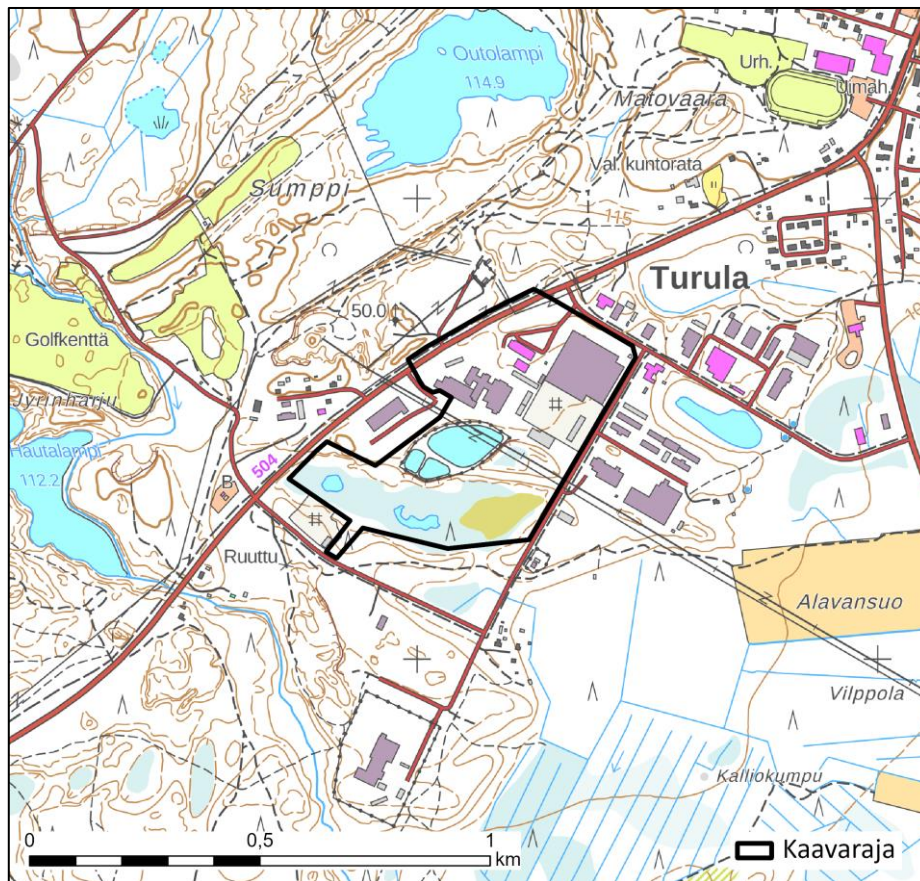 Outolampi
114.9
Urh.
Uimah.
Matovaara
Val. kuntorata
Sumppi
115
Turula
50.0
Golfkenttä
Jyrinharju
Hautalampi
112.2
504
B
Ruuttu
Alavansuo
Vilppola
Kalliokumpu
0 0,5 1
km
Kaavaraja